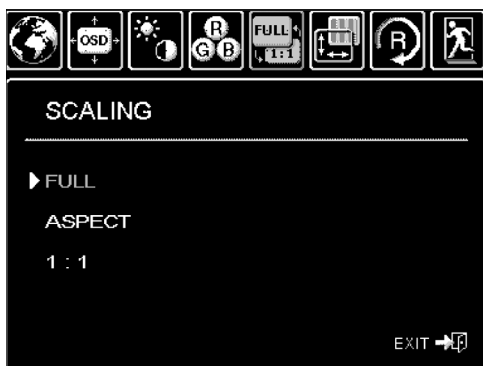 OSD
R
G B
FULL
1:1
R
SCALING
FULL
ASPECT
1 : 1
EXIT